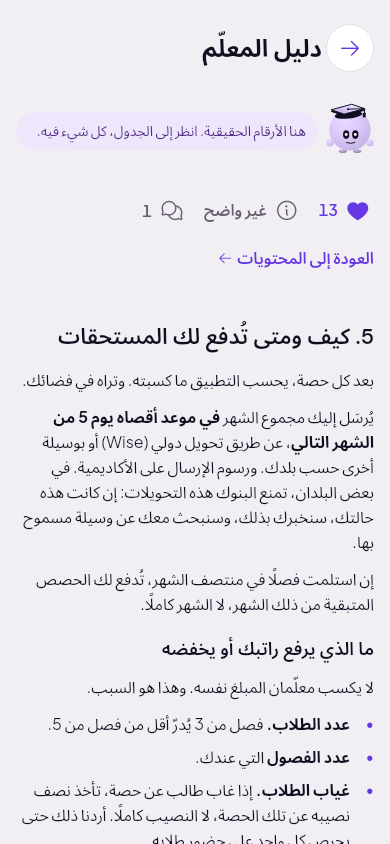 دليل المعلّم
هنا الأرقام الحقيقية. انظر إلى الجدول، كل شيء فيه.
13 غير واضح 1
العودة إلى المحتويات ←
5. كيف ومتى تُدفع لك المستحقات
بعد كل حصة، يحسب التطبيق ما كسبته. وتراه في فضائك.
يُرسَل إليك مجموع الشهر في موعد أقصاه يوم 5 من
الشهر التالي، عن طريق تحويل دولي (Wise) أو بوسيلة
أخرى حسب بلدك. ورسوم الإرسال على الأكاديمية. في
بعض البلدان، تمنع البنوك هذه التحويلات: إن كانت هذه
حالتك، سنخبرك بذلك، وسنبحث معك عن وسيلة مسموح
بها.
إن استلمت فصلًا في منتصف الشهر، تُدفع لك الحصص
المتبقية من ذلك الشهر، لا الشهر كاملًا.
ما الذي يرفع راتبك أو يخفضه
لا يكسب معلّمان المبلغ نفسه. وهذا هو السبب.
• عدد الطلاب. فصل من 3 يُدرّ أقل من فصل من 5.
• عدد الفصول التي عندك.
• غياب الطلاب. إذا غاب طالب عن حصة، تأخذ نصف
نصيبه عن تلك الحصة، لا النصيب كاملًا. أردنا ذلك حتى
يحرص كل واحد على حضور طلابه